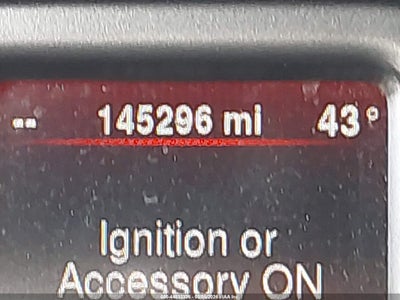 -- 145296 mi 43°
Ignition or
Accessory ON